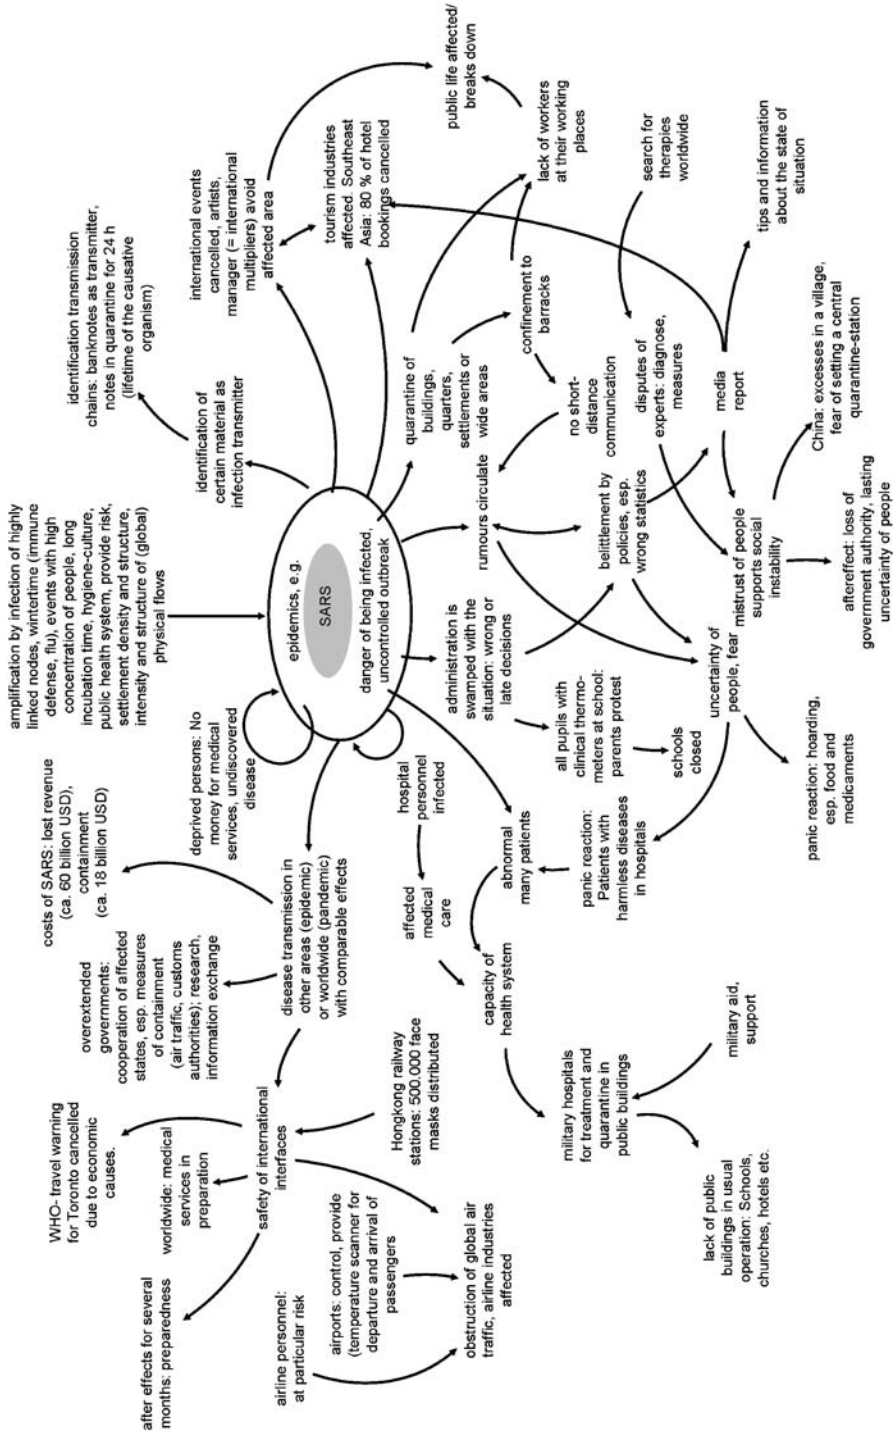 WHO- travel warning
for Toronto cancelled
due to economic
causes.
overextended
governments:
cooperation of affected
states, esp. measures
of containment
(air traffic, customs
authorities); research,
information exchange
costs of SARS: lost revenue
(ca. 60 billion USD),
containment
(ca. 18 billion USD)
amplification by infection of highly
linked nodes, wintertime (immune
defense, flu), events with high
concentration of people, long
incubation time, hygiene-culture,
public health system, provide risk,
settlement density and structure,
intensity and structure of (global)
physical flows
identification transmission
chains: banknotes as transmitter,
notes in quarantine for 24 h
(lifetime of the causative
organism)
after effects for several
months: preparedness
worldwide: medical
services in
preparation
safety of international
interfaces
deprived persons: No
money for medical
services, undiscovered
disease
identification of
certain material as
infection transmitter
international events
cancelled, artists,
manager (= international
multipliers) avoid
affected area
airline personnel:
at particular risk
airports: control, provide
(temperature scanner for
departure and arrival of
passengers
Hongkong railway
stations: 500.000 face
masks distributed
disease transmission in
other areas (epidemic)
or worldwide (pandemic)
with comparable effects
epidemics, e.g.
SARS
danger of being infected,
uncontrolled outbreak
tourism industries
affected. Southeast
Asia: 80 % of hotel
bookings cancelled
public life affected/
breaks down
obstruction of global air
traffic, airline industries
affected
hospital
personnel
infected
affected
medical
care
administration is
swamped with the
situation: wrong or
late decisions
rumours circulate
quarantine of
buildings,
quarters,
settlements or
wide areas
confinement to
barracks
lack of workers
at their working
places
capacity of
health system
abnormal
many patients
all pupils with
clinical thermo-
meters at school:
parents protest
belittlement by
policies, esp.
wrong statistics
no short-
distance
communication
disputes of
experts: diagnose,
measures
search for
therapies
worldwide
military hospitals
for treatment and
quarantine in
public buildings
panic reaction:
Patients with
harmless diseases
in hospitals
schools
closed
uncertainty of
people, fear
mistrust of people
supports social
instability
media
report
tips and information
about the state of
situation
military aid,
support
lack of public
buildings in usual
operation: Schools,
churches, hotels etc.
panic reaction: hoarding,
esp. food and
medicaments
aftereffect: loss of
government authority, lasting
uncertainty of people
China: excesses in a village,
fear of setting a central
quarantine-station